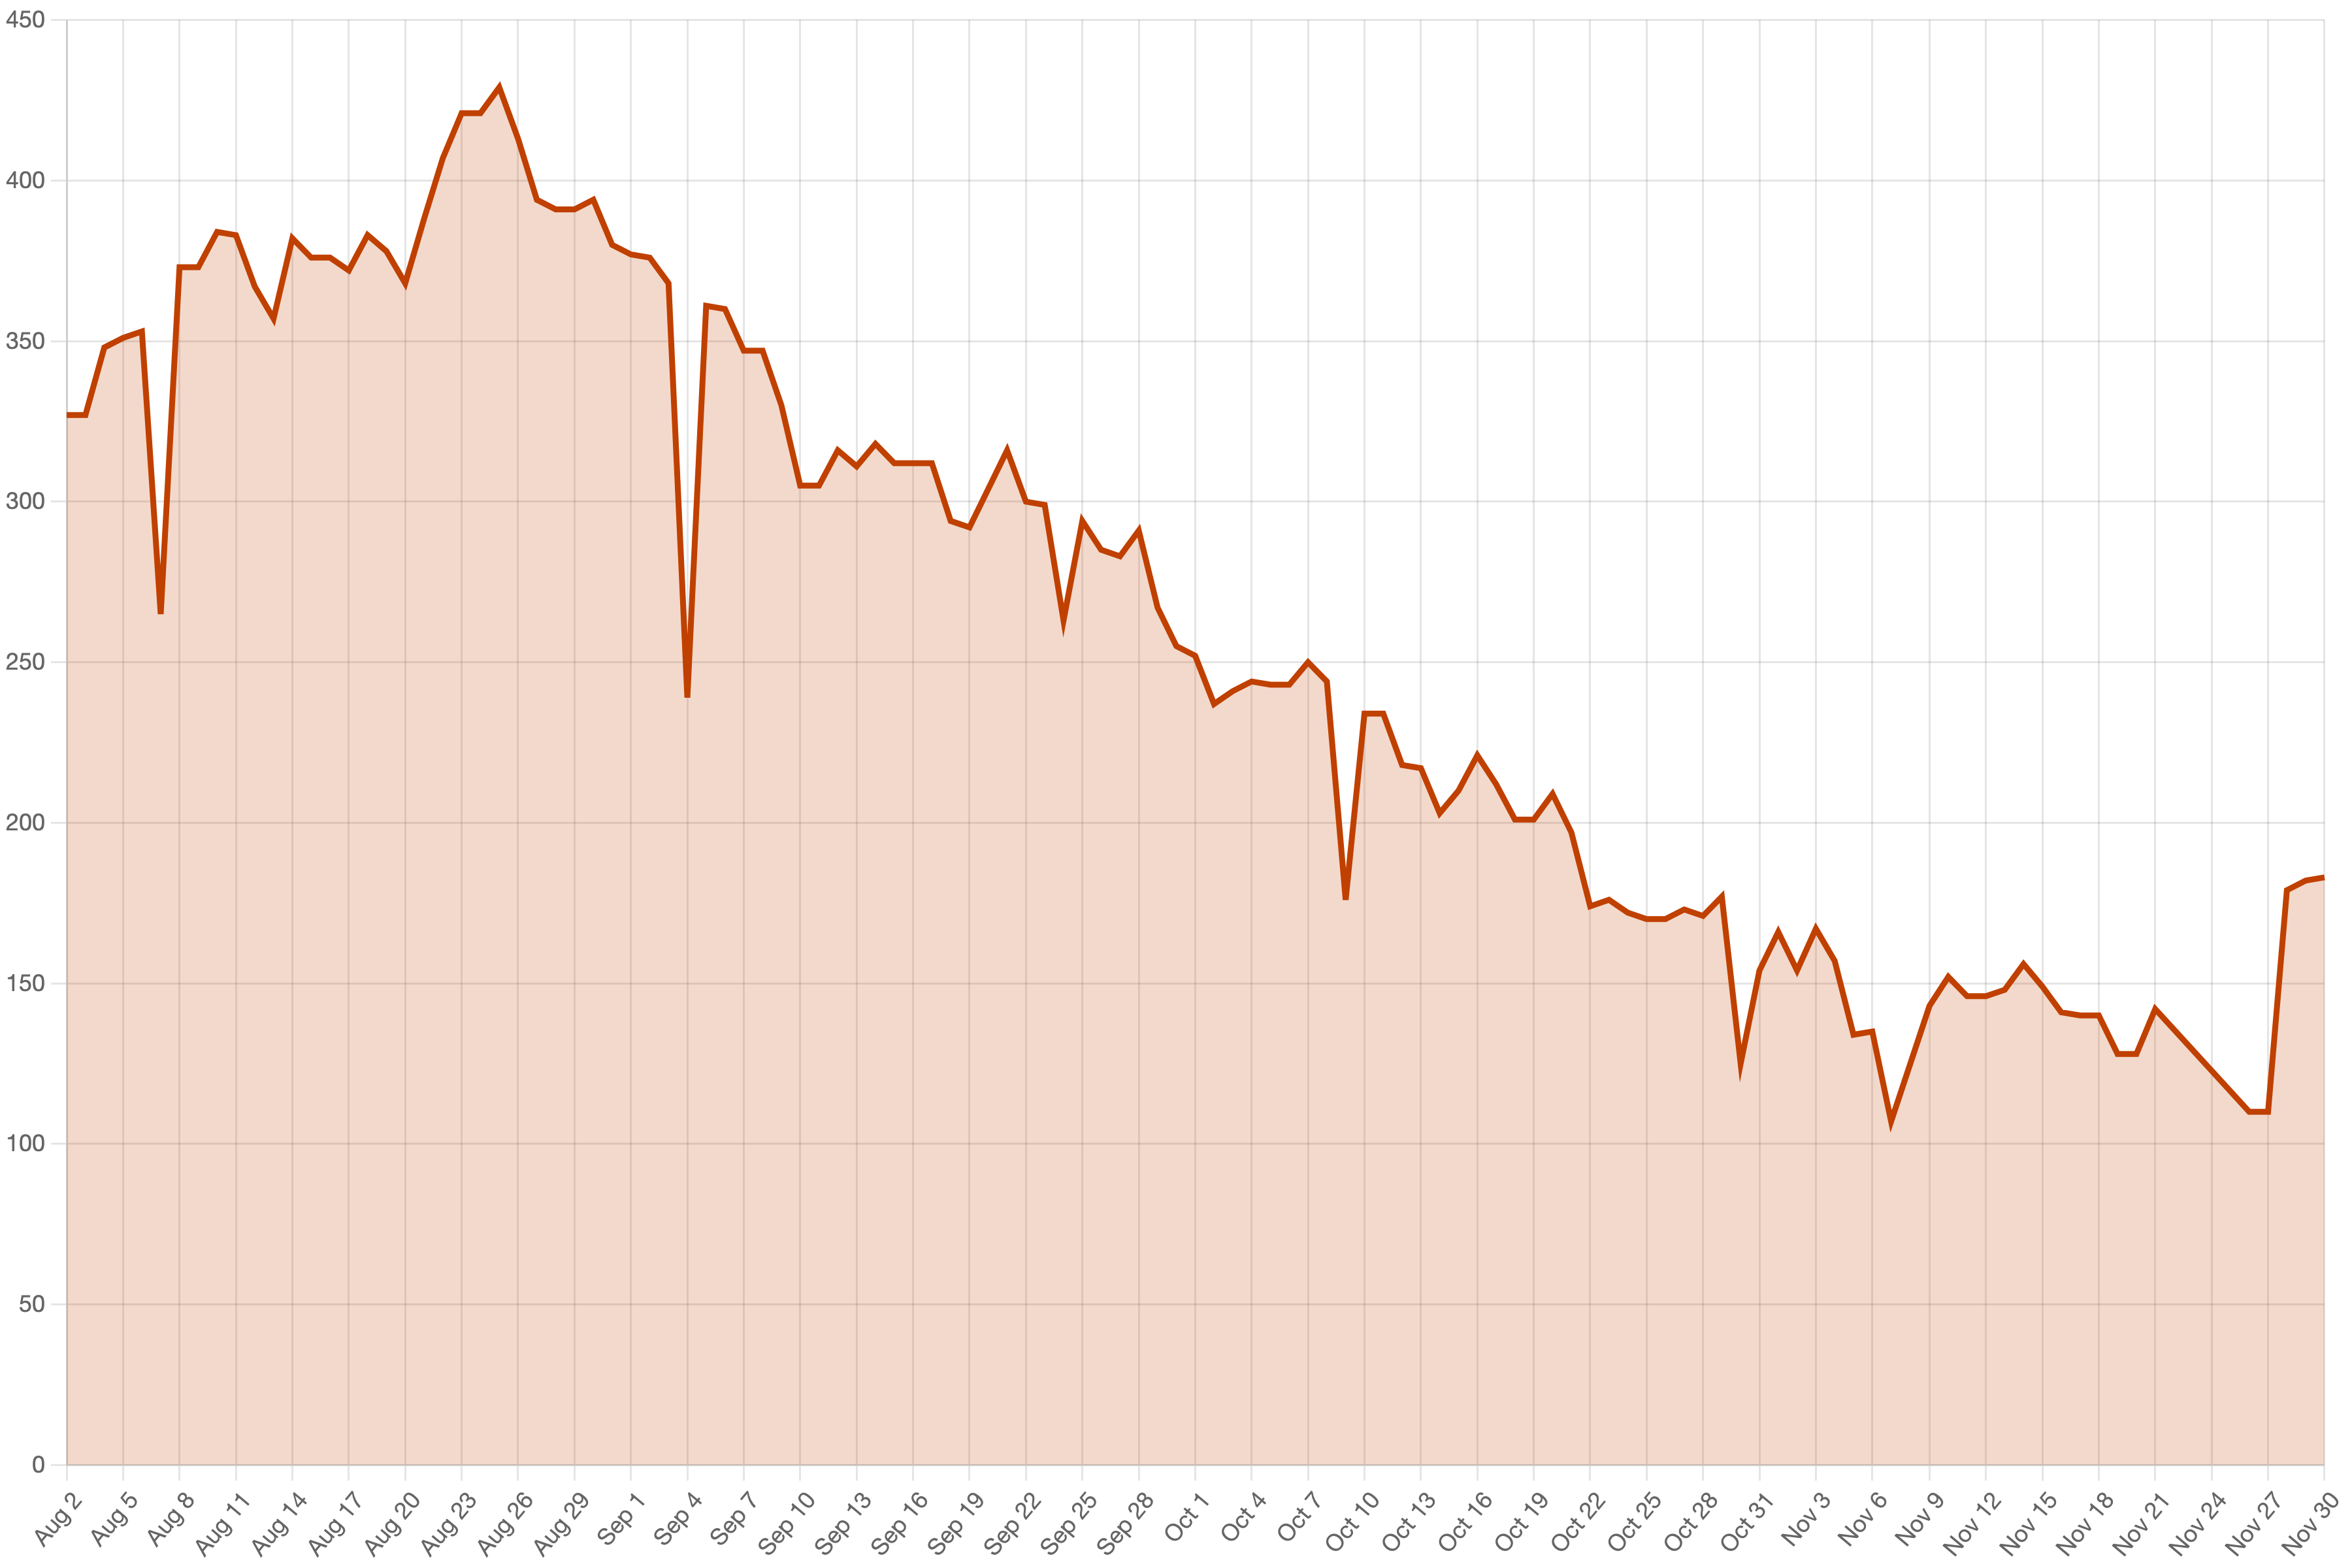 450
400
350
300
250
200
150
100
50
0
Aug 2
Aug 5
Aug 8
Aug 11
Aug 14
Aug 17
Aug 20
Aug 23
Aug 26
Aug 29
Sep 1
Sep 4
Sep 7
Sep 10
Sep 13
Sep 16
Sep 19
Sep 22
Sep 25
Sep 28
Oct 1
Oct 4
Oct 7
Oct 10
Oct 13
Oct 16
Oct 19
Oct 22
Oct 25
Oct 28
Oct 31
Nov 3
Nov 6
Nov 9
Nov 12
Nov 15
Nov 18
Nov 21
Nov 24
Nov 27
Nov 30